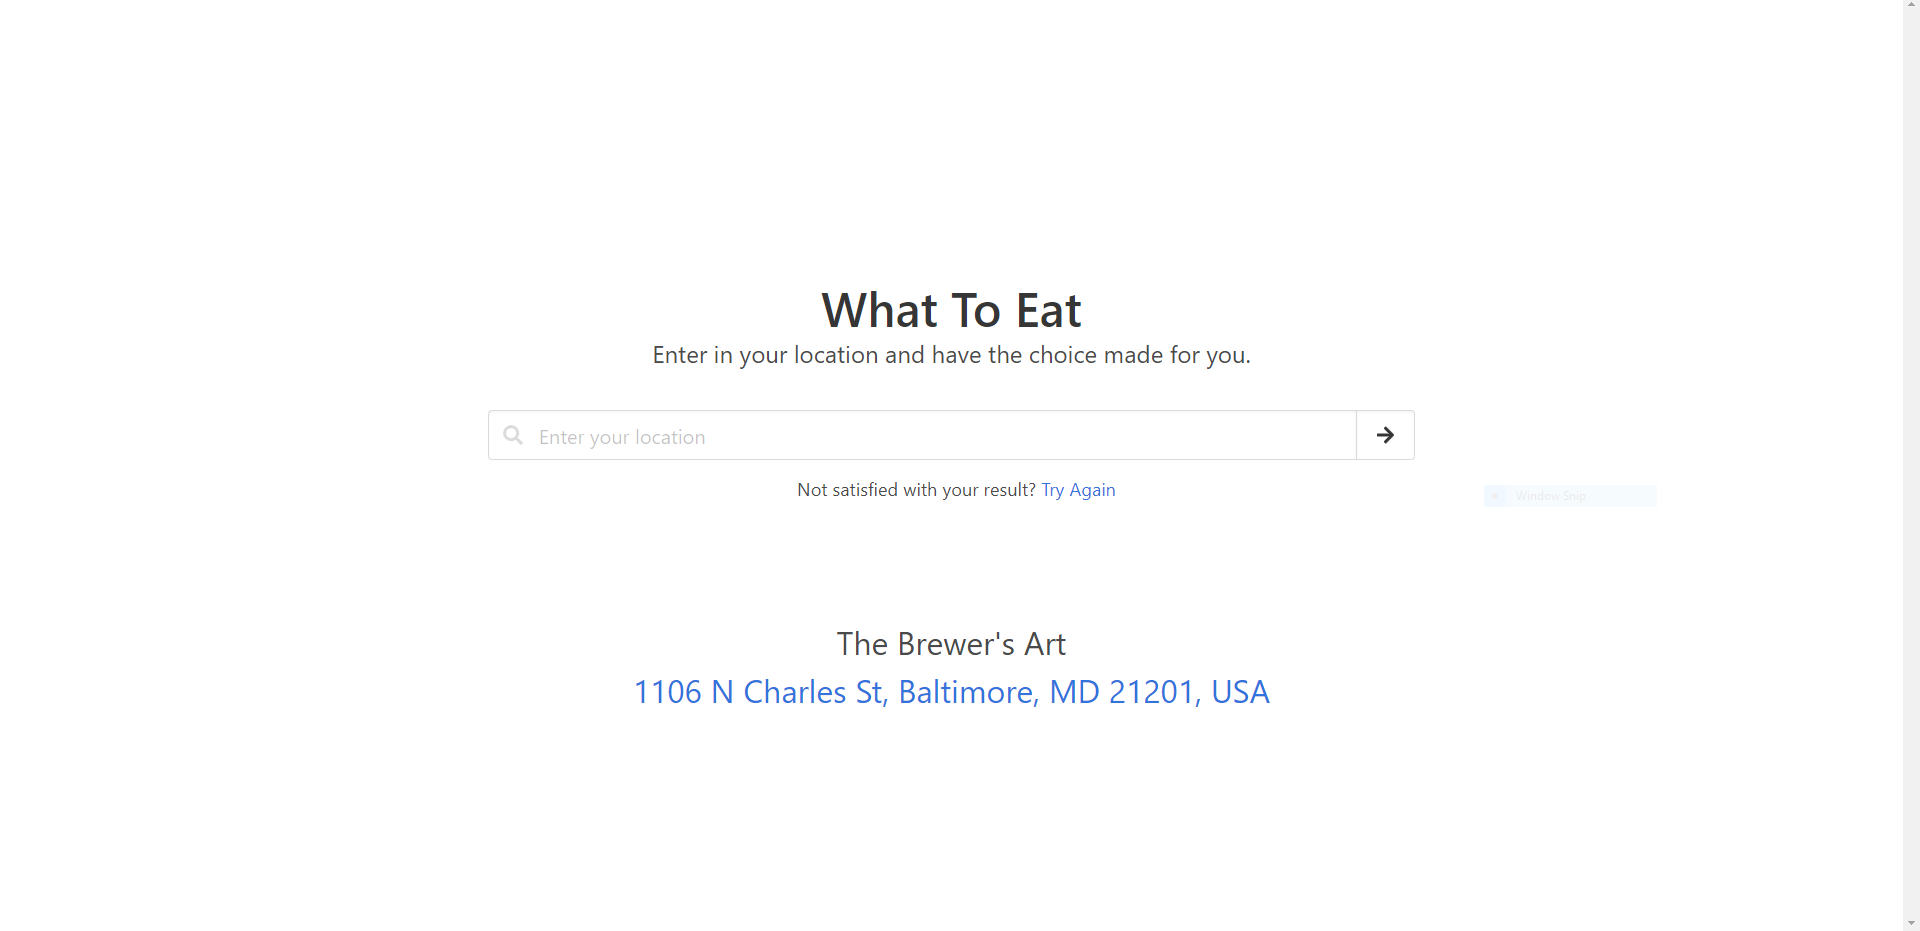 What To Eat
Enter in your location and have the choice made for you.
Enter your location
Not satisfied with your result? Try Again
Window Snip
The Brewer's Art
1106 N Charles St, Baltimore, MD 21201, USA